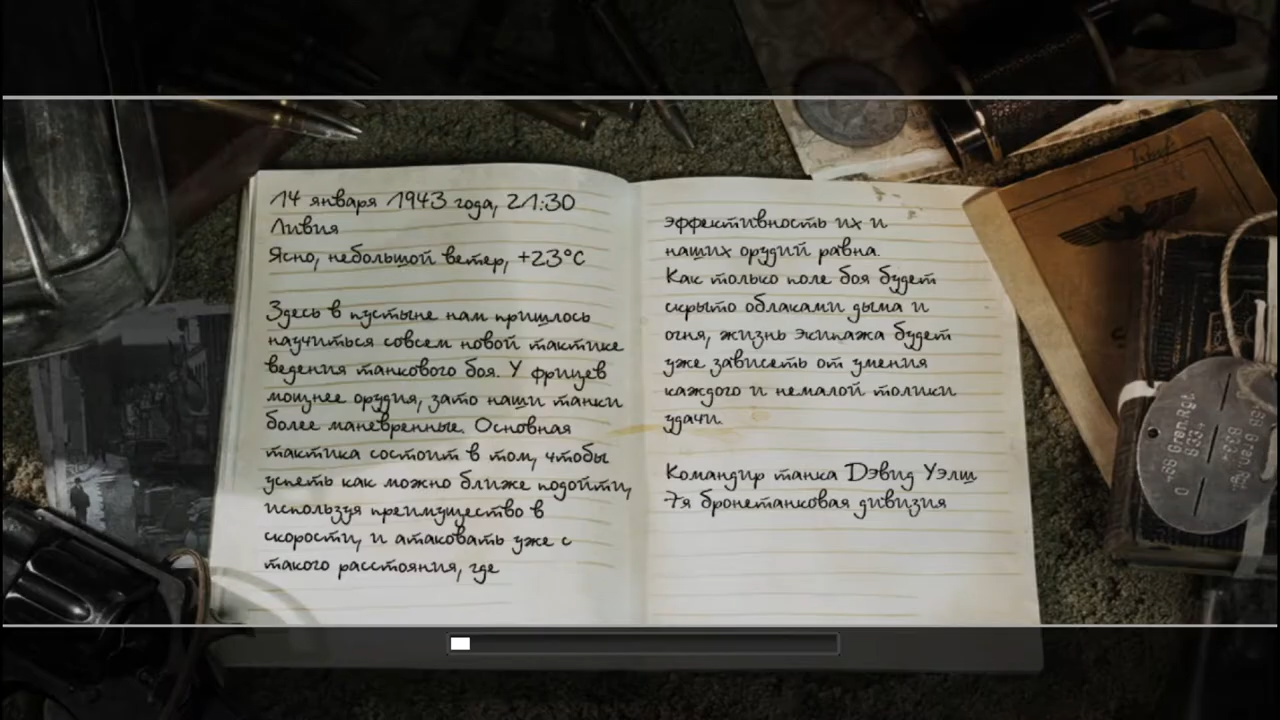 14 января 1943 года, 21:30
Ливия
Ясно, небольшой ветер, +23°C
Здесь в пустыне нам пришлось
научиться совсем новой тактике
ведения танкового боя. У фрицев
мощнее орудия, зато наши танки
более маневренные. Основная
тактика состоит в том, чтобы
успеть как можно ближе подойти,
используя преимущество в
скорости, и атаковать уже с
такого расстояния, где
эффективность их и
наших орудий равна.
Как только поле боя будет
скрыто облаками дыма и
огня, жизнь экипажа будет
уже зависеть от умения
каждого и немалой толики
удачи.
Командир танка Дэвид Уэлш
7я бронетанковая дивизия